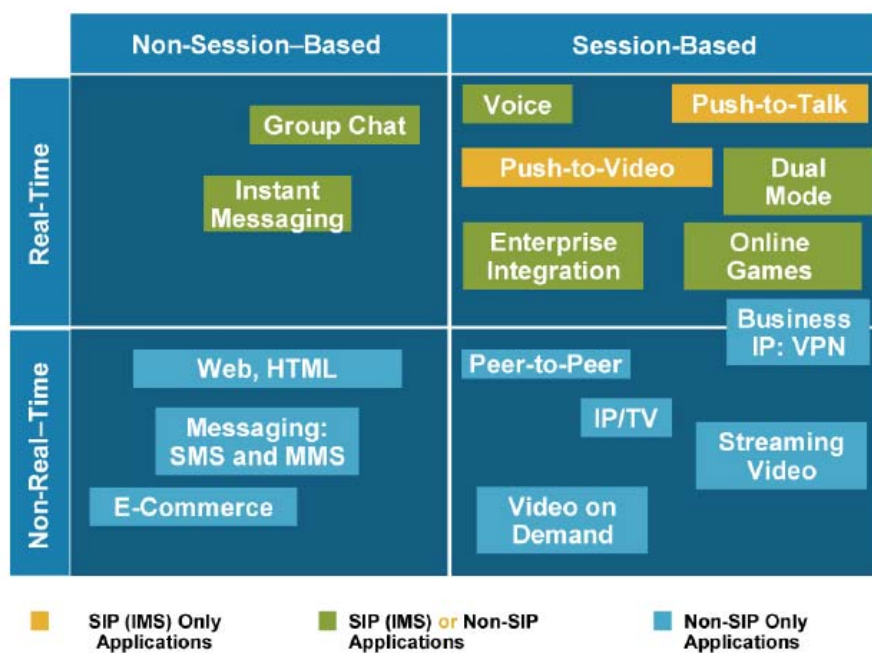 Non-Session–Based
Session-Based
Real-Time
Group Chat
Instant
Messaging
Voice
Push-to-Talk
Push-to-Video
Dual
Mode
Enterprise
Integration
Online
Games
Business
IP: VPN
Non-Real–Time
Web, HTML
Messaging:
SMS and MMS
E-Commerce
Peer-to-Peer
IP/TV
Streaming
Video
Video on
Demand
SIP (IMS) Only
Applications
SIP (IMS) or Non-SIP
Applications
Non-SIP Only
Applications